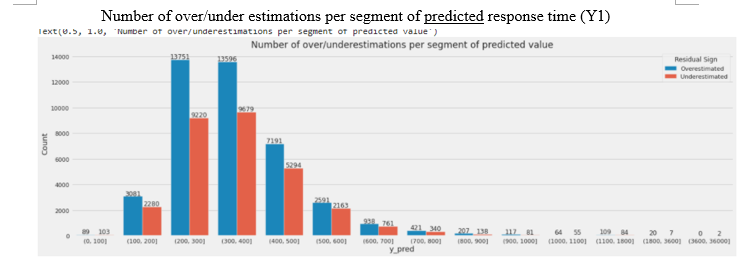 Number of over/under estimations per segment of predicted response time (Y1)
Text(0.5, 1.0, 'Number of over/underestimations per segment of predicted value')
Number of over/underestimations per segment of predicted value
Residual Sign
Overestimated
Underestimated
Count
14000
12000
10000
8000
6000
4000
2000
0
89 103
3081 2280
13751 9220
13596 9679
7191 5294
2591 2163
938 761
421 340
207 138
117 81
64 55
109 84
20 7
0 2
(0, 100] (100, 200] (200, 300] (300, 400] (400, 500] (500, 600] (600, 700] (700, 800] (800, 900] (900, 1000] (1000, 1100] (1100, 1800] (1800, 3600] (3600, 36000]
y_pred